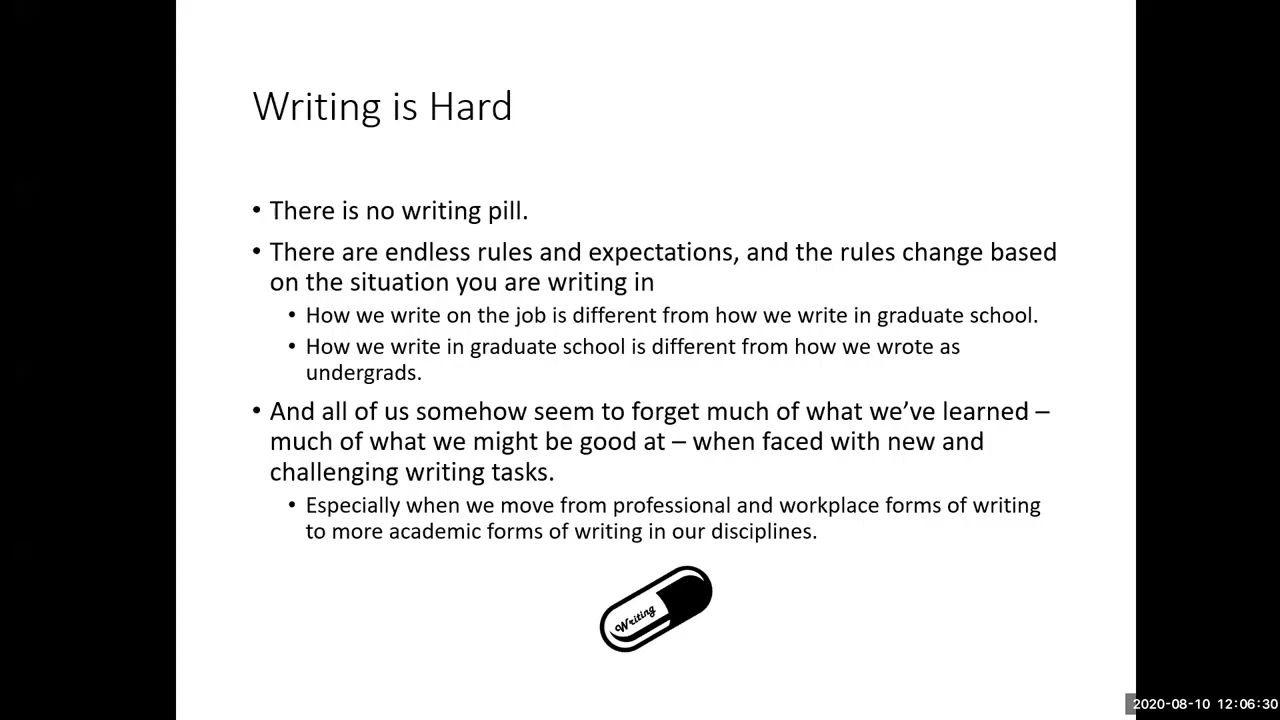 Writing is Hard
• There is no writing pill.
• There are endless rules and expectations, and the rules change based
on the situation you are writing in
• How we write on the job is different from how we write in graduate school.
• How we write in graduate school is different from how we wrote as
undergrads.
• And all of us somehow seem to forget much of what we’ve learned –
much of what we might be good at – when faced with new and
challenging writing tasks.
• Especially when we move from professional and workplace forms of writing
to more academic forms of writing in our disciplines.
Writing
2020-08-10 12:06:30